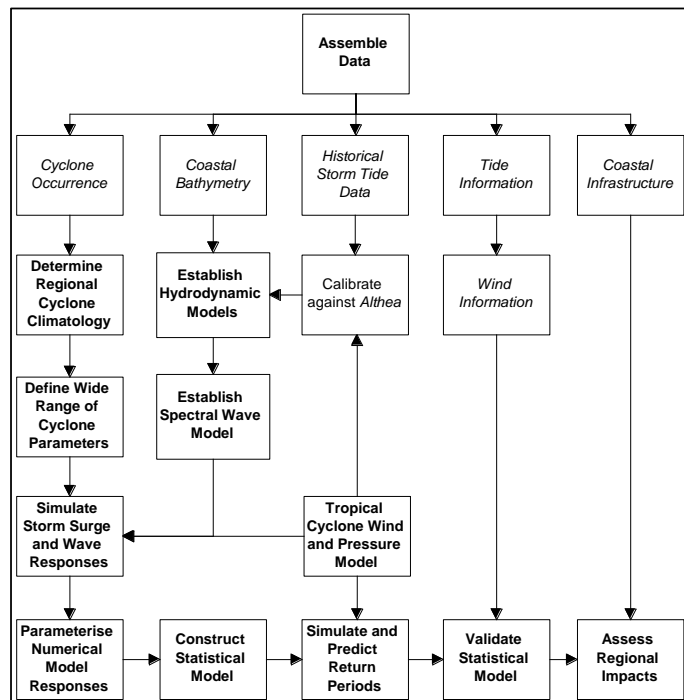 Assemble
Data
Cyclone
Occurrence
Coastal
Bathymetry
Historical
Storm Tide
Data
Tide
Information
Coastal
Infrastructure
Determine
Regional
Cyclone
Climatology
Establish
Hydrodynamic
Models
Calibrate
against Althea
Wind
Information
Define Wide
Range of
Cyclone
Parameters
Establish
Spectral Wave
Model
Simulate
Storm Surge
and Wave
Responses
Tropical
Cyclone Wind
and Pressure
Model
Parameterise
Numerical
Model
Responses
Construct
Statistical
Model
Simulate and
Predict
Return
Periods
Validate
Statistical
Model
Assess
Regional
Impacts